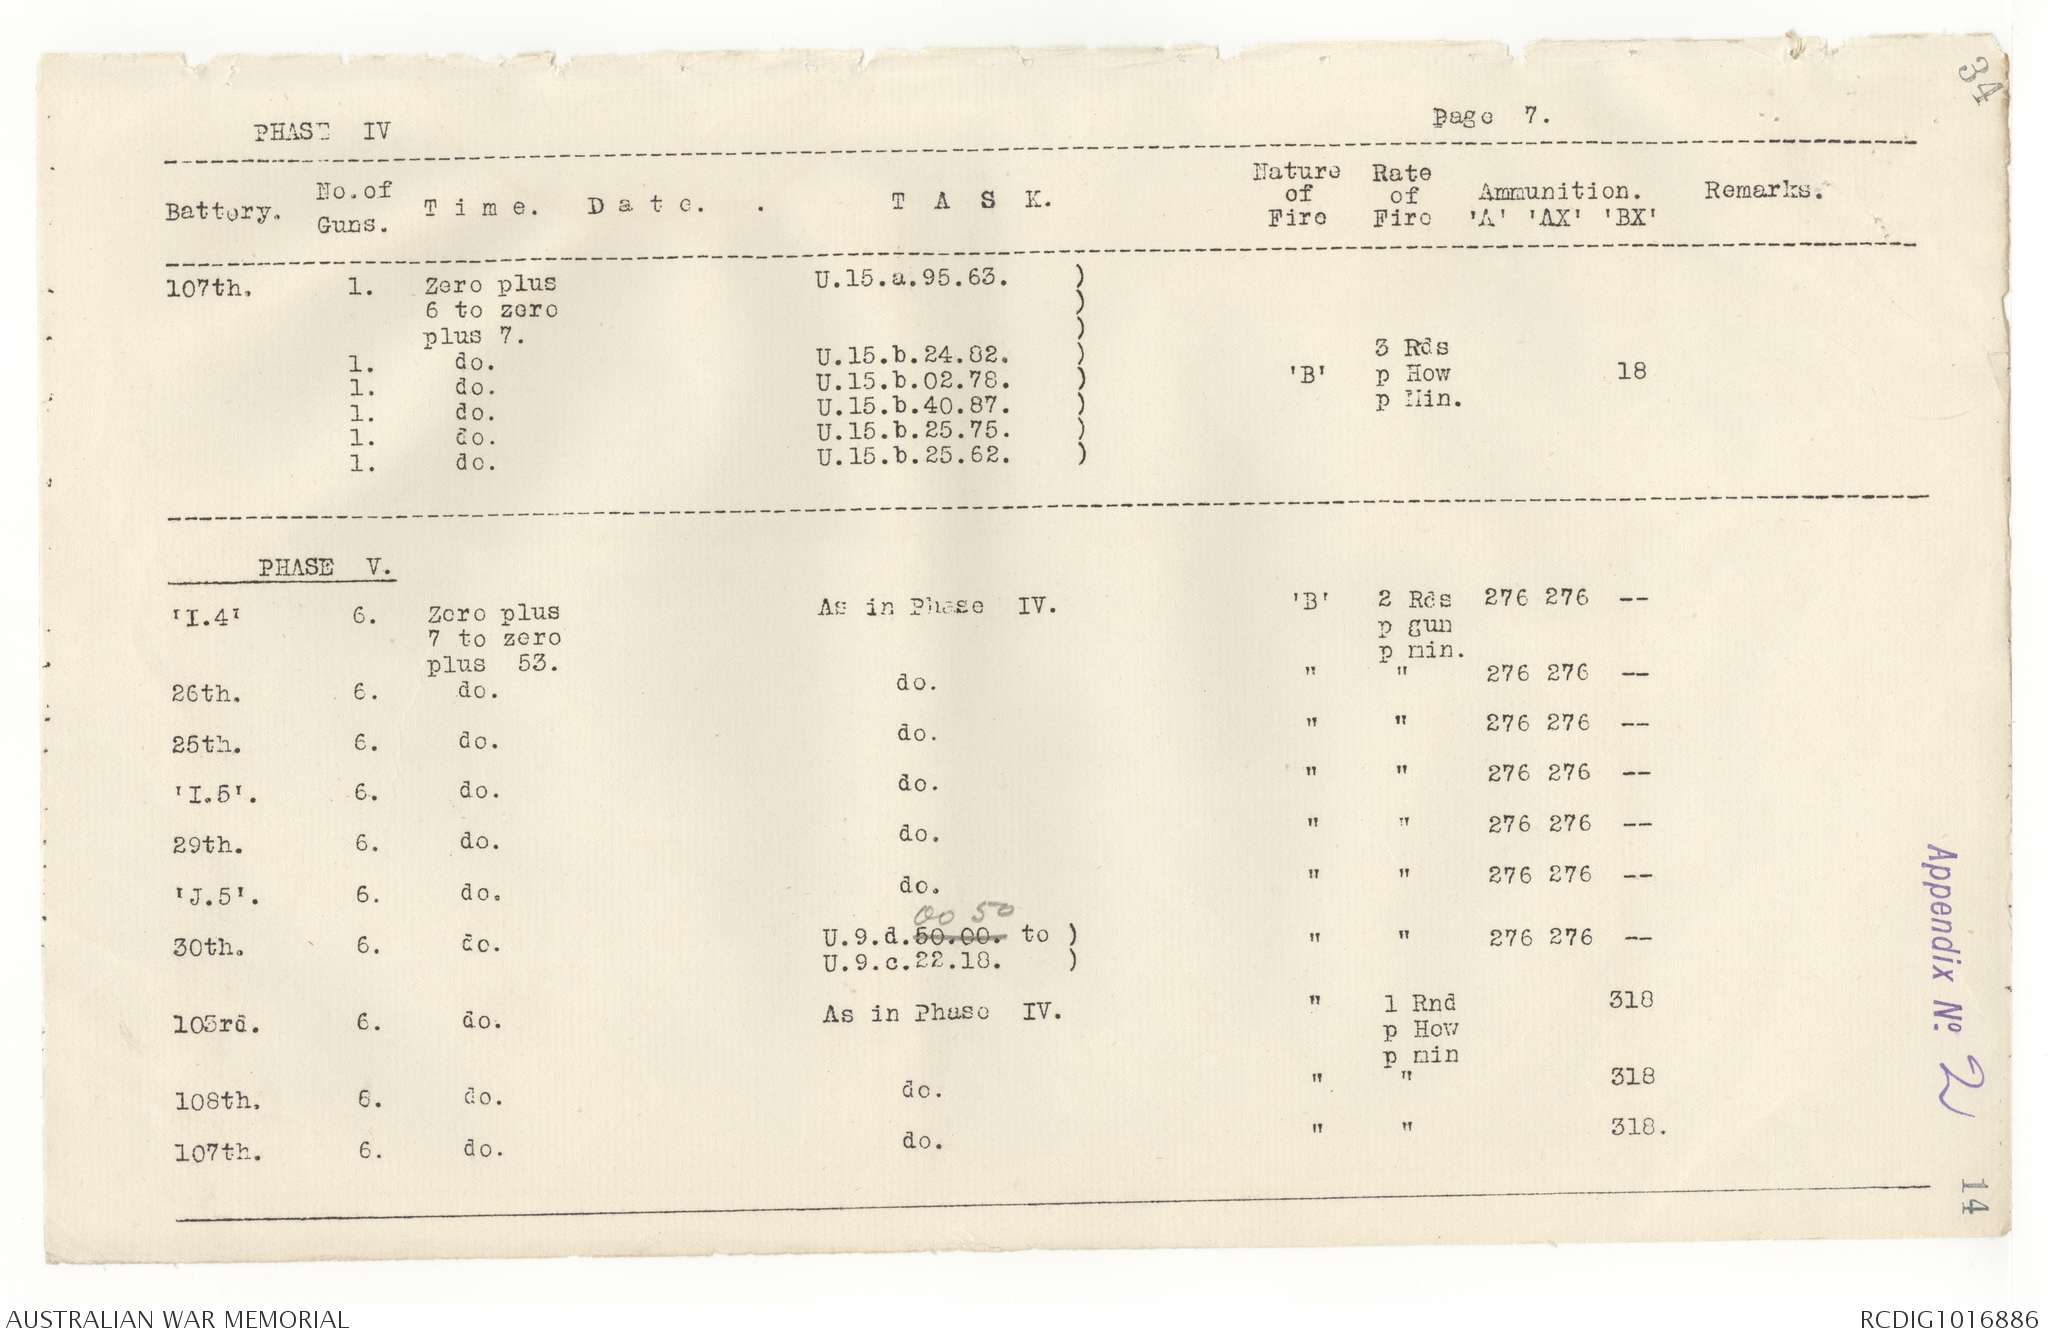 34
PHASE IV Page 7.
Battery. No.of Guns. Time. Date. . TASK. Nature of Fire Rate of Fire Ammunition. 'A' 'AX' 'BX' Remarks.
107th. 1. Zero plus U.15.a.95.63. )
6 to zero )
plus 7. )
1. do. U.15.b.24.82. ) 3 Rds
1. do. U.15.b.02.78. ) 'B' p How 18
1. do. U.15.b.40.87. ) p Min.
1. do. U.15.b.25.75. )
1. do. U.15.b.25.62. )
PHASE V.
'I.4' 6. Zero plus As in Phase IV. 'B' 2 Rds 276 276 --
7 to zero p gun
plus 53. p min.
26th. 6. do. do. " " 276 276 --
25th. 6. do. do. " " 276 276 --
'I.5'. 6. do. do. " " 276 276 --
29th. 6. do. do. " " 276 276 --
'J.5'. 6. do. do. " " 276 276 --
00 50
30th. 6. do. U.9.d.50.00. to ) " " 276 276 --
U.9.c.22.18. )
103rd. 6. do. As in Phase IV. " 1 Rnd 318
p How
p min
108th. 6. do. do. " " 318
107th. 6. do. do. " " 318.
Appendix No. 2
14
AUSTRALIAN WAR MEMORIAL RCDIG1016886